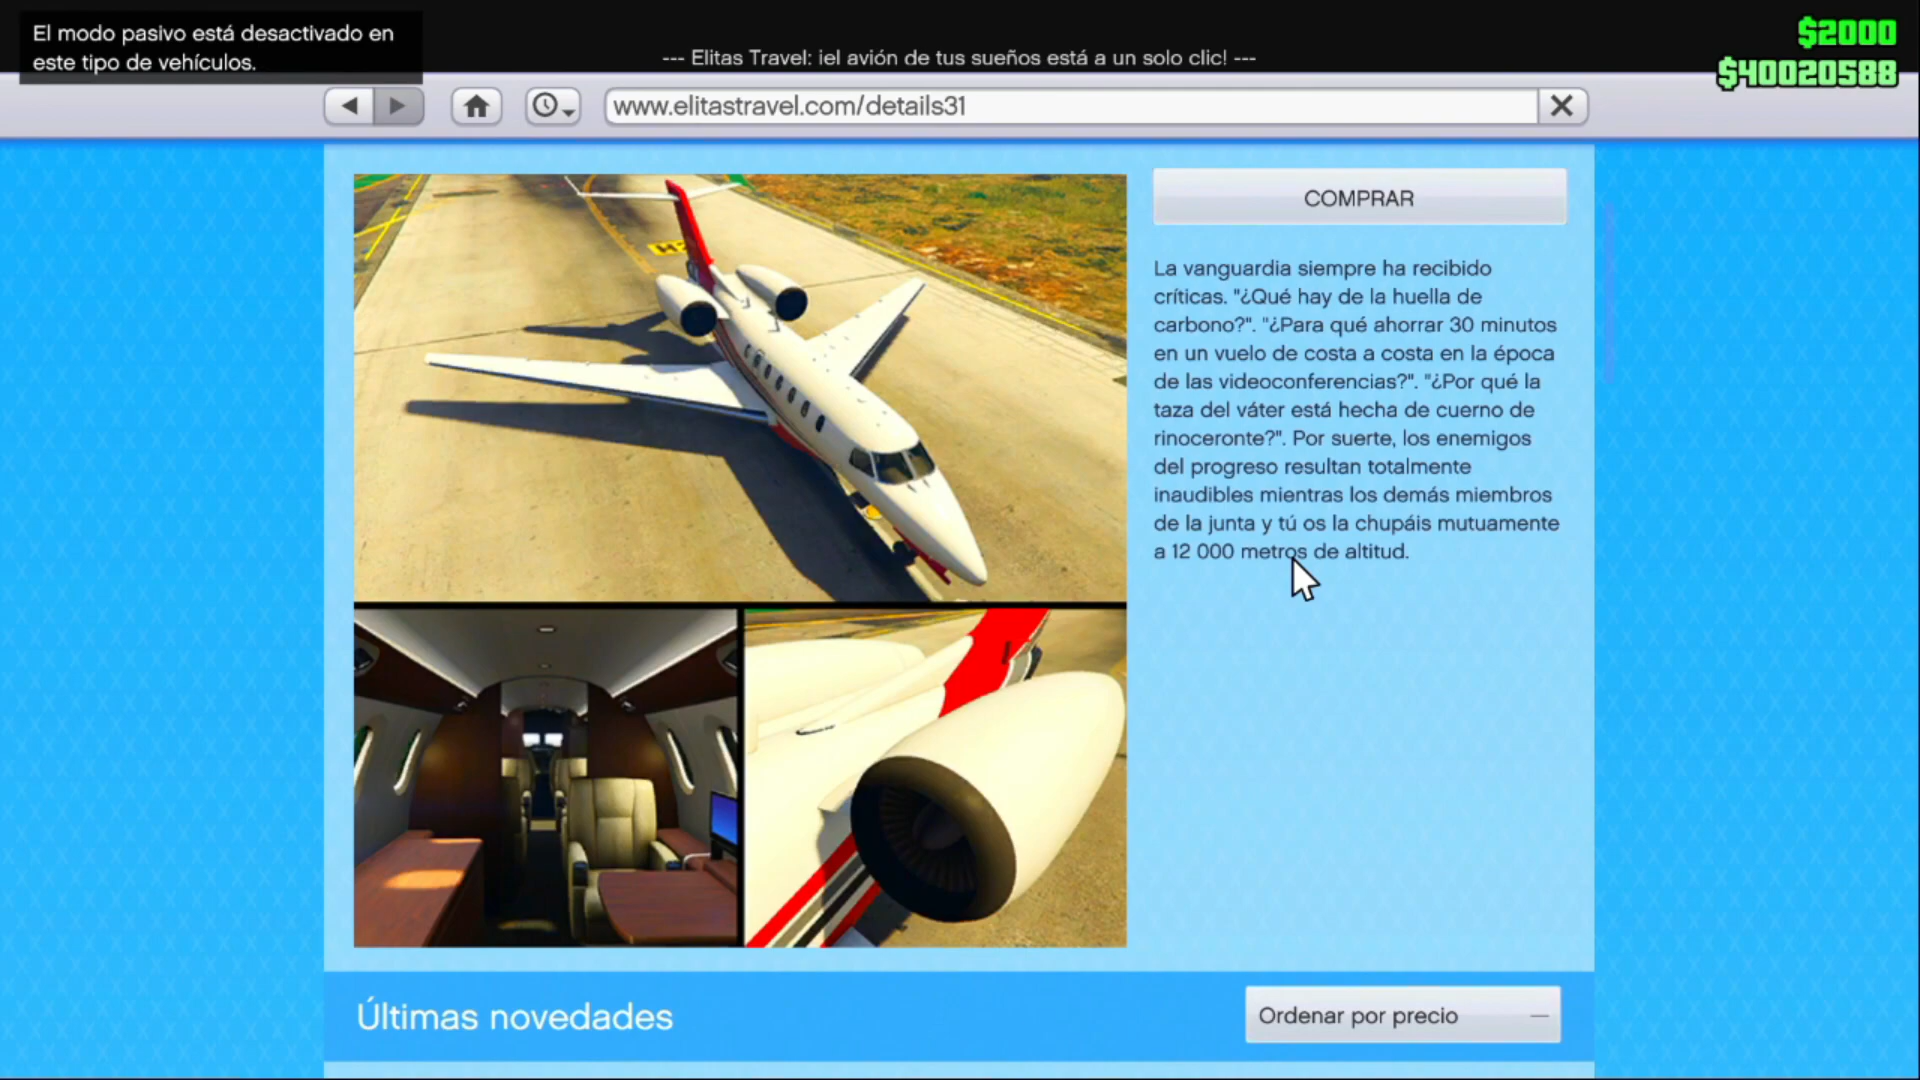 El modo pasivo está desactivado en
este tipo de vehículos.
--- Elitas Travel: ¡el avión de tus sueños está a un solo clic! ---
$2000
$40020588
www.elitastravel.com/details31
COMPRAR
La vanguardia siempre ha recibido
críticas. "¿Qué hay de la huella de
carbono?". "¿Para qué ahorrar 30 minutos
en un vuelo de costa a costa en la época
de las videoconferencias?". "¿Por qué la
taza del váter está hecha de cuerno de
rinoceronte?". Por suerte, los enemigos
del progreso resultan totalmente
inaudibles mientras los demás miembros
de la junta y tú os la chupáis mutuamente
a 12 000 metros de altitud.
Últimas novedades
Ordenar por precio